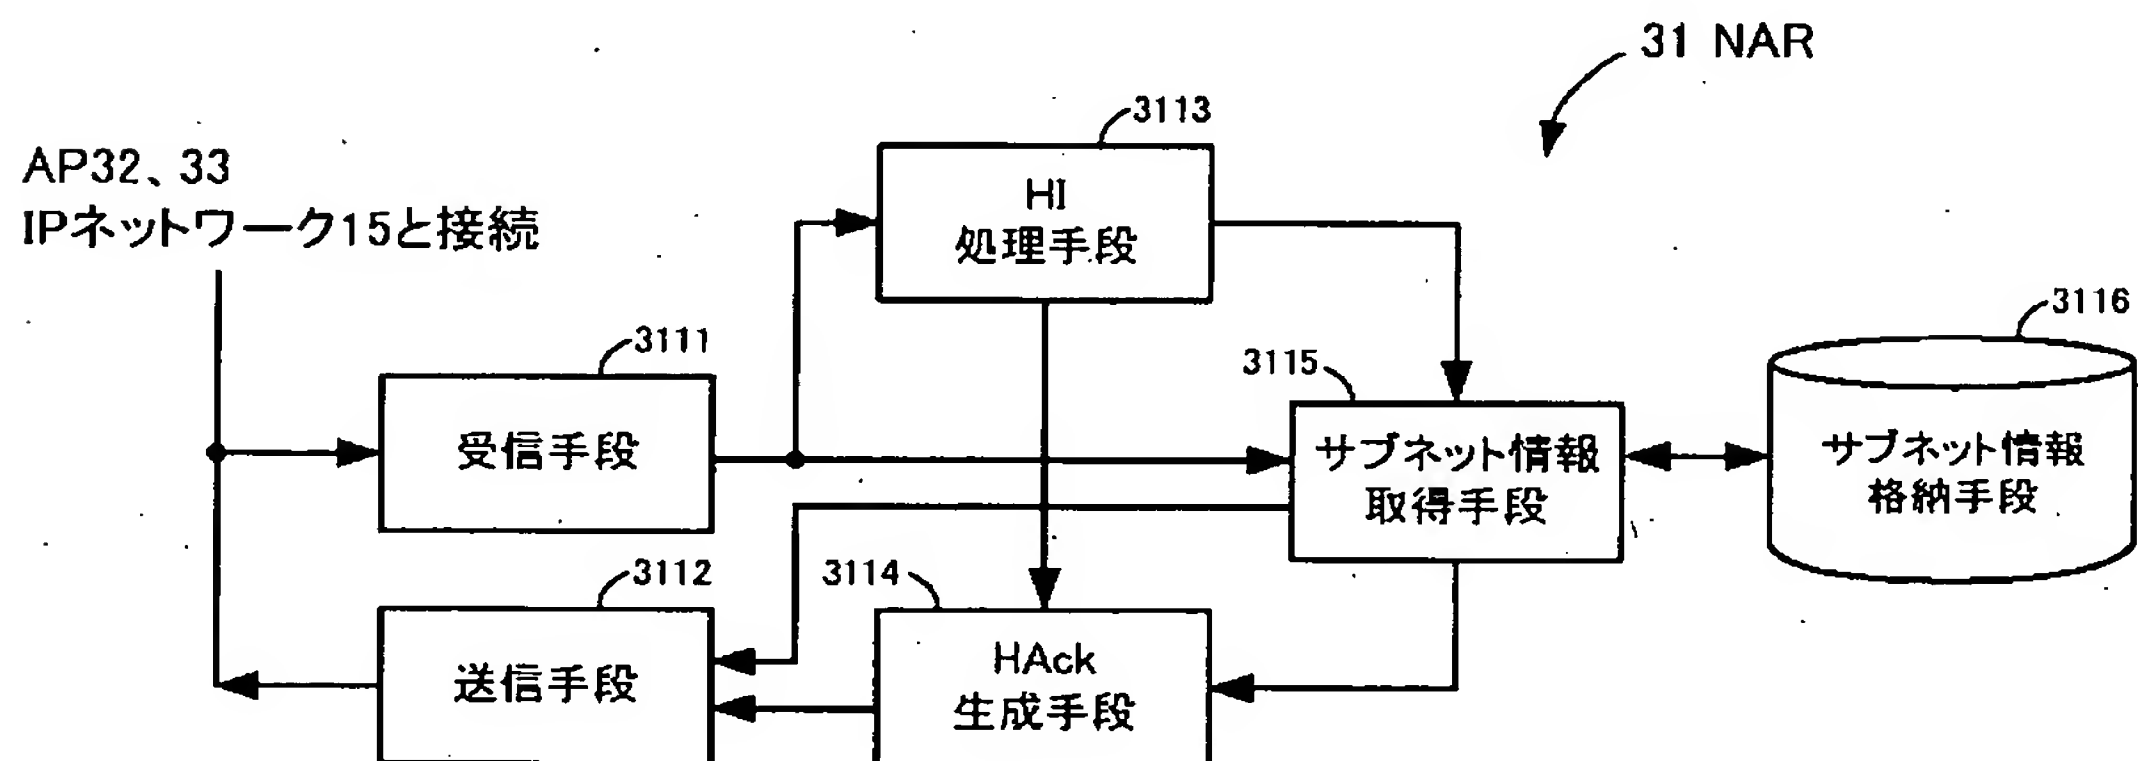 31 NAR
3113
AP32、33
IPネットワーク15と接続
HI
処理手段
3116
3111
3115
受信手段
サブネット情報
取得手段
サブネット情報
格納手段
3112
3114
送信手段
HAck
生成手段